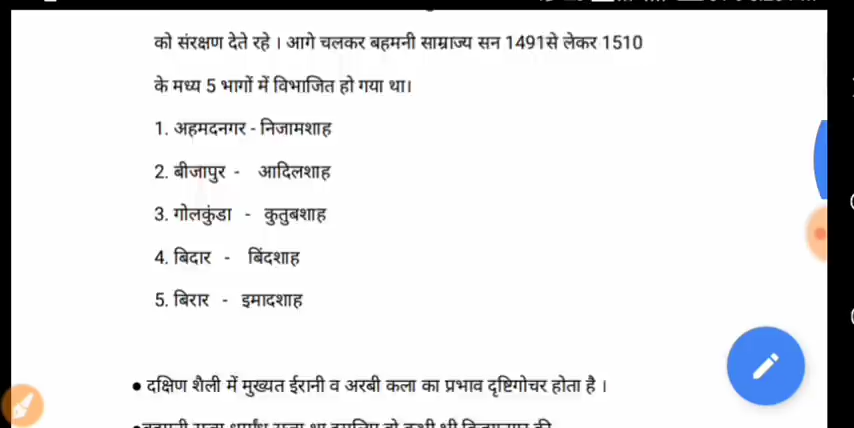 को संरक्षण देते रहे । आगे चलकर बहमनी साम्राज्य सन 1491से लेकर 1510
के मध्य 5 भागों में विभाजित हो गया था।
1. अहमदनगर - निजामशाह
2. बीजापुर - आदिलशाह
3. गोलकुंडा - कुतुबशाह
4. बिदार - बिंदशाह
5. बिरार - इमादशाह
• दक्षिण शैली में मुख्यत ईरानी व अरबी कला का प्रभाव दृष्टिगोचर होता है ।